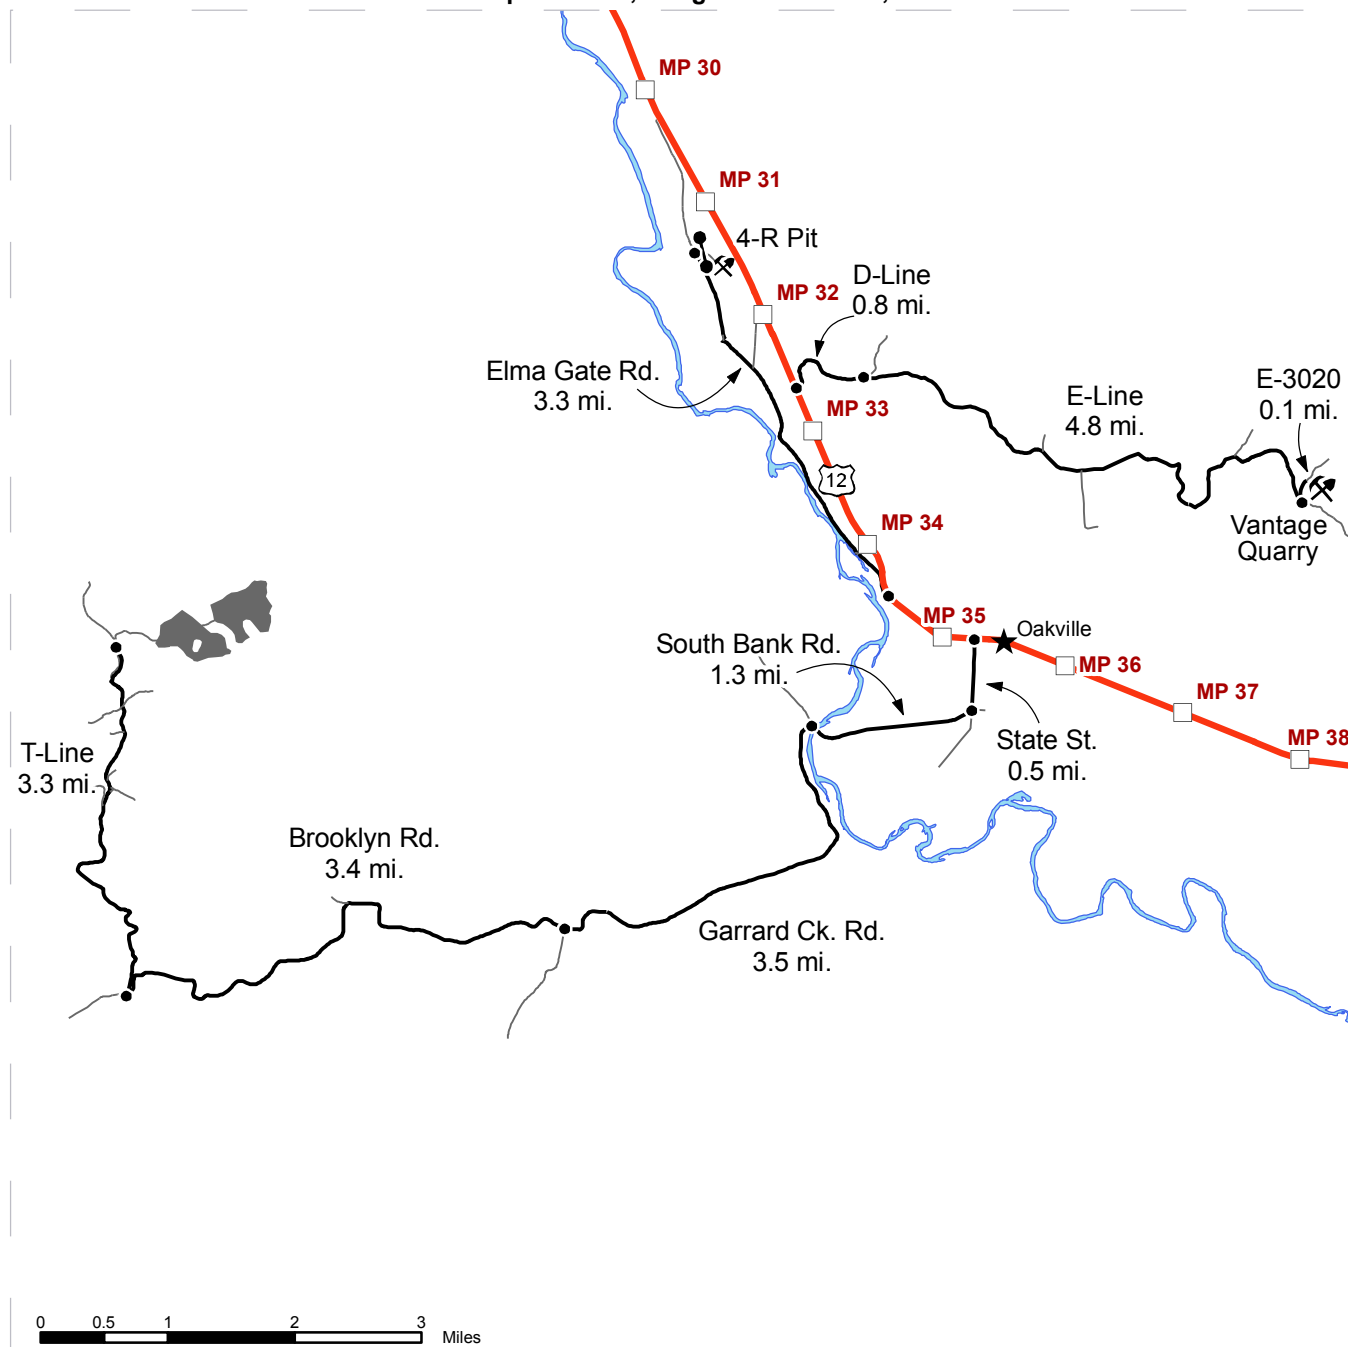 MP 30
MP 31
4-R Pit
D-Line
0.8 mi.
MP 32
Elma Gate Rd.
3.3 mi.
E-3020
0.1 mi.
E-Line
4.8 mi.
MP 33
12
MP 34
Vantage
Quarry
MP 35
Oakville
South Bank Rd.
1.3 mi.
MP 36
MP 37
MP 38
State St.
0.5 mi.
T-Line
3.3 mi.
Brooklyn Rd.
3.4 mi.
Garrard Ck. Rd.
3.5 mi.
0 0.5 1 2 3
Miles